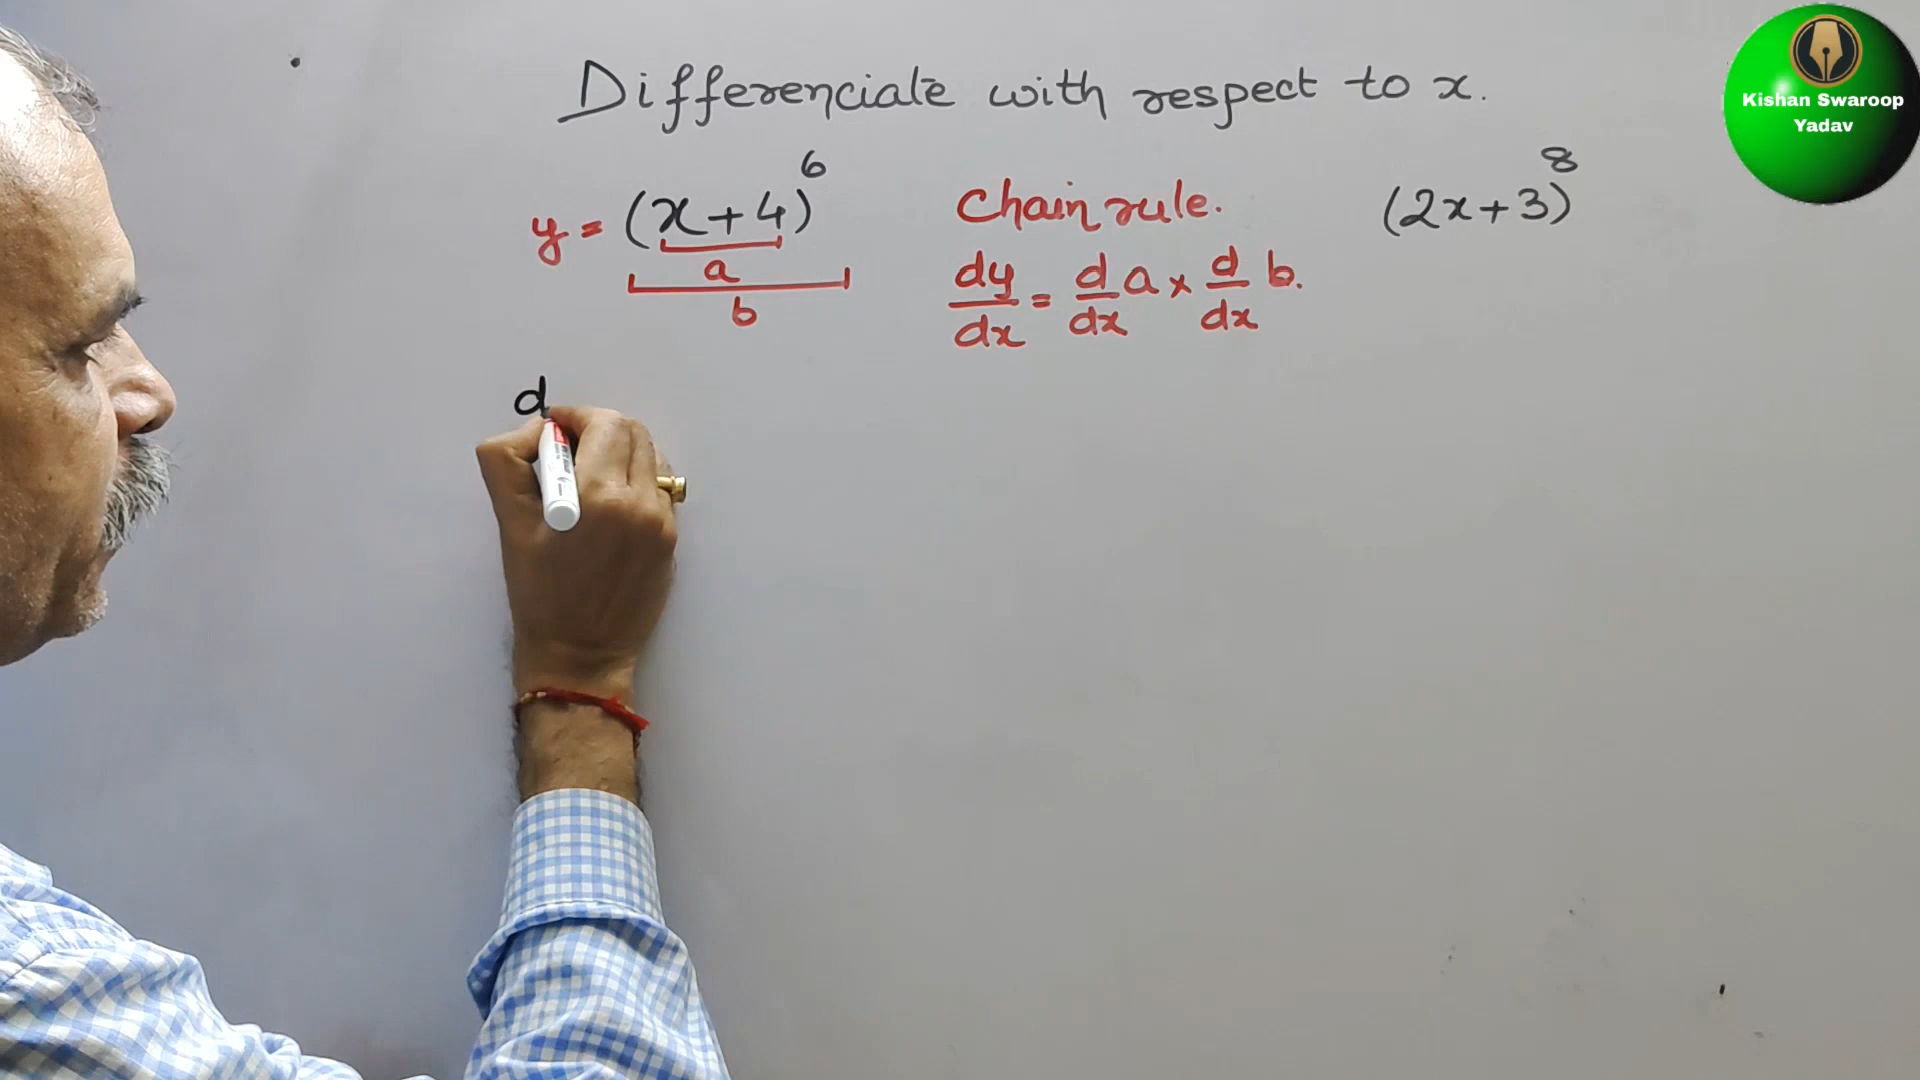 Differenciate with respect to x.
y = (x+4)^6
a
b
Chain rule.
dy/dx = d/dx a × d/dx b.
(2x+3)^8
d
Kishan Swaroop
Yadav